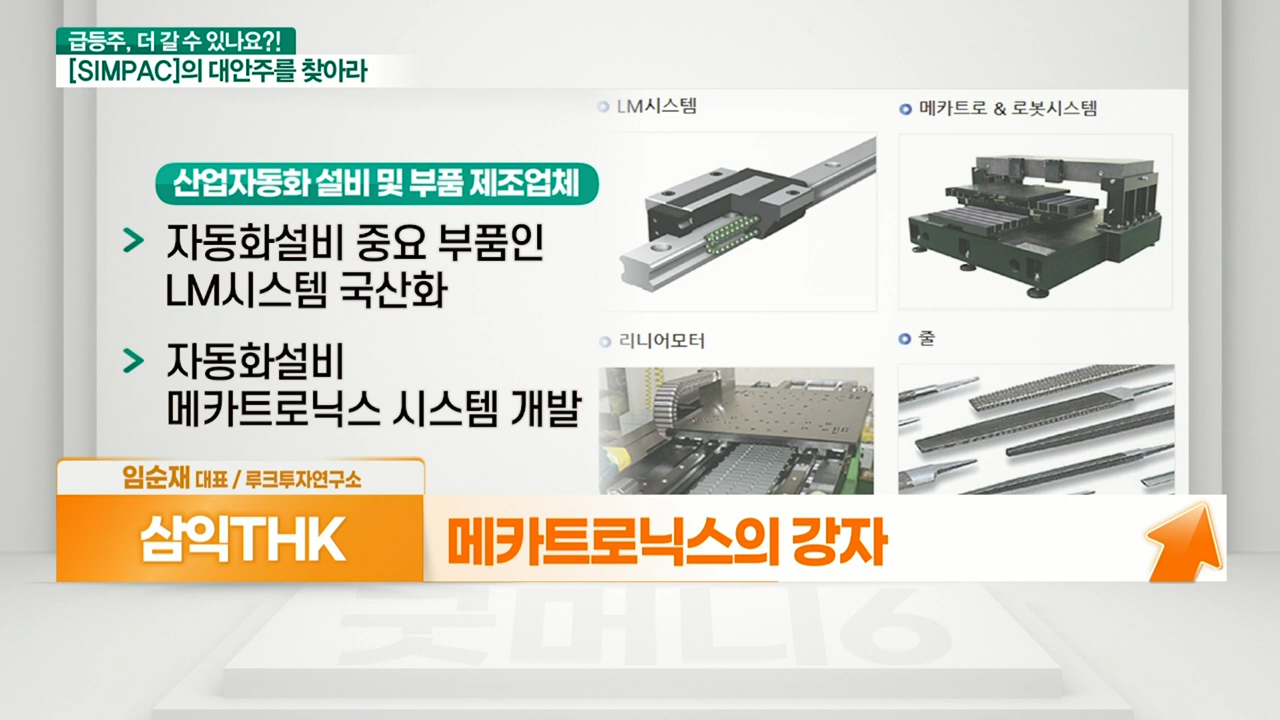 급등주, 더 갈 수 있나요?!
[SIMPAC]의 대안주를 찾아라
LM시스템
메카트로 & 로봇시스템
산업자동화 설비 및 부품 제조업체
자동화설비 중요 부품인
LM시스템 국산화
리니어모터
줄
자동화설비
메카트로닉스 시스템 개발
임순재 대표 / 루크투자연구소
삼익THK
메카트로닉스의 강자
굿머니6